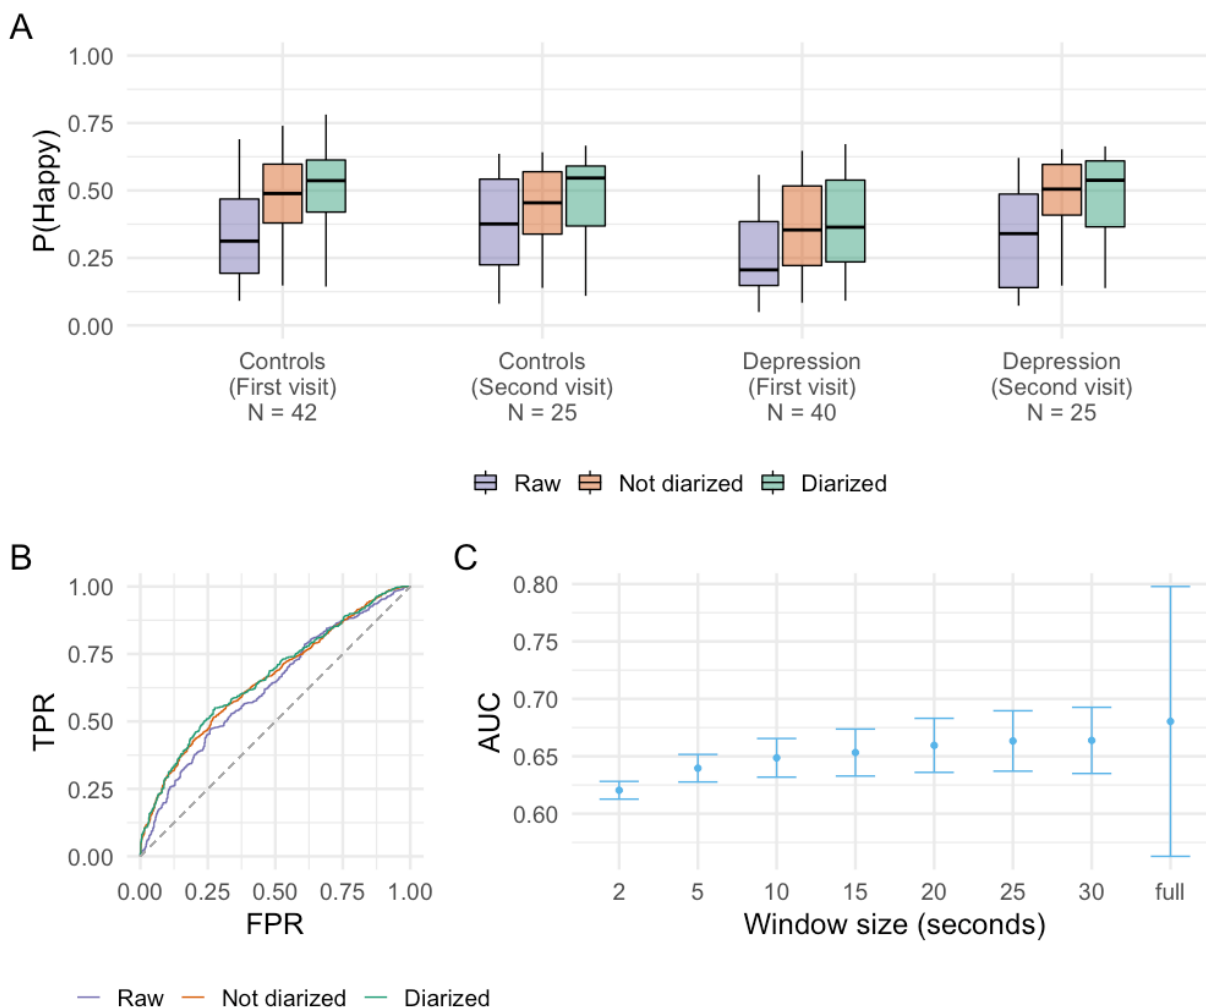 A
1.00
0.75
0.50
0.25
0.00
P(Happy)
Controls
(First visit)
N = 42
Controls
(Second visit)
N = 25
Depression
(First visit)
N = 40
Depression
(Second visit)
N = 25
Raw Not diarized Diarized
B
1.00
0.75
0.50
0.25
0.00
TPR
0.00 0.25 0.50 0.75 1.00
FPR
Raw Not diarized Diarized
C
0.80
0.75
0.70
0.65
0.60
AUC
2 5 10 15 20 25 30 full
Window size (seconds)